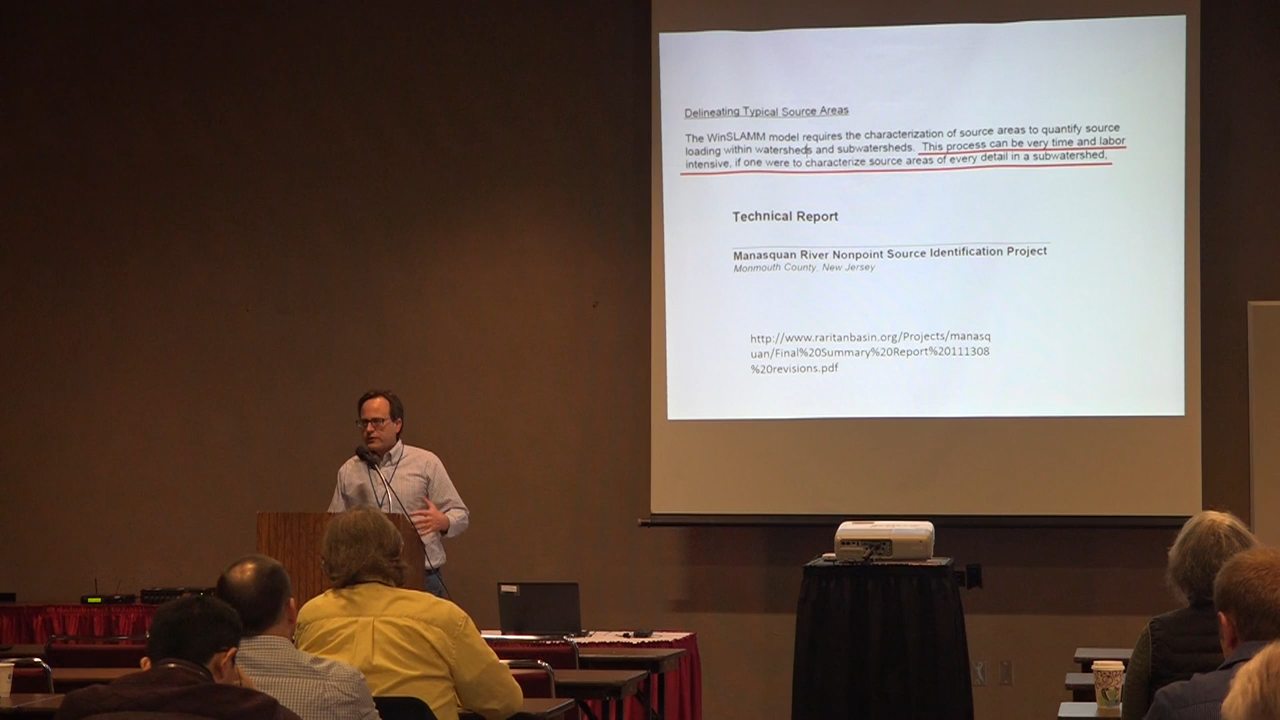 Delineating Typical Source Areas
The WinSLAMM model requires the characterization of source areas to quantify source
loading within watersheds and subwatersheds. This process can be very time and labor
intensive, if one were to characterize source areas of every detail in a subwatershed.
Technical Report
Manasquan River Nonpoint Source Identification Project
Monmouth County, New Jersey
http://www.raritanbasin.org/Projects/manasq
uan/Final%20Summary%20Report%20111308
%20revisions.pdf